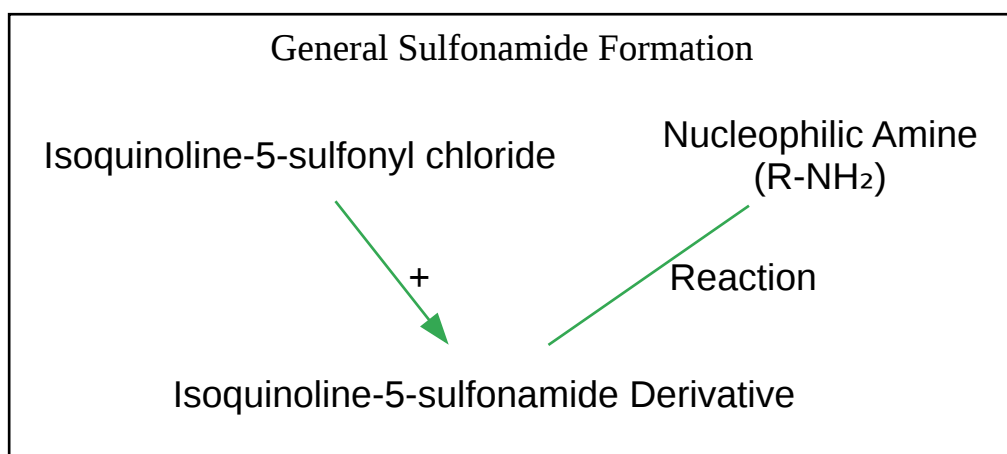 General Sulfonamide Formation
Isoquinoline-5-sulfonyl chloride
Nucleophilic Amine
(R-NH₂)
+
Reaction
Isoquinoline-5-sulfonamide Derivative